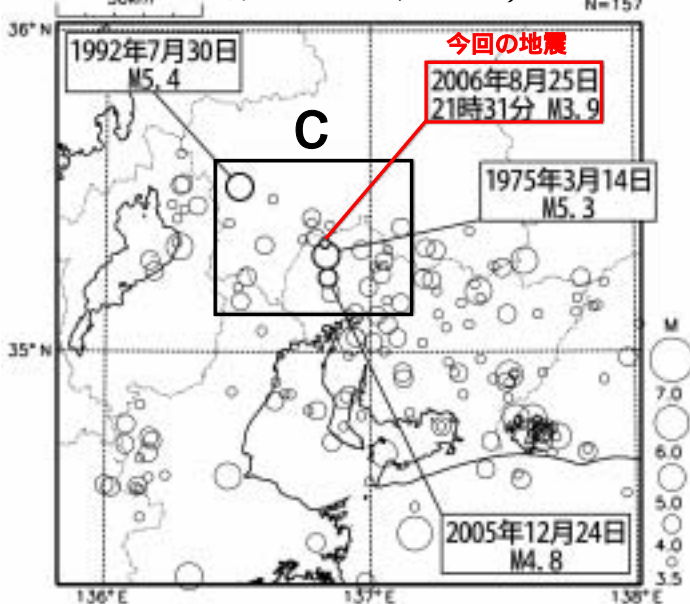 N=157
36°N
1992年7月30日
M5.4
今回の地震
2006年8月25日
21時31分 M3.9
C
1975年3月14日
M5.3
35°N
M
7.0
6.0
5.0
4.0
3.5
2005年12月24日
M4.8
136°E
137°E
138°E